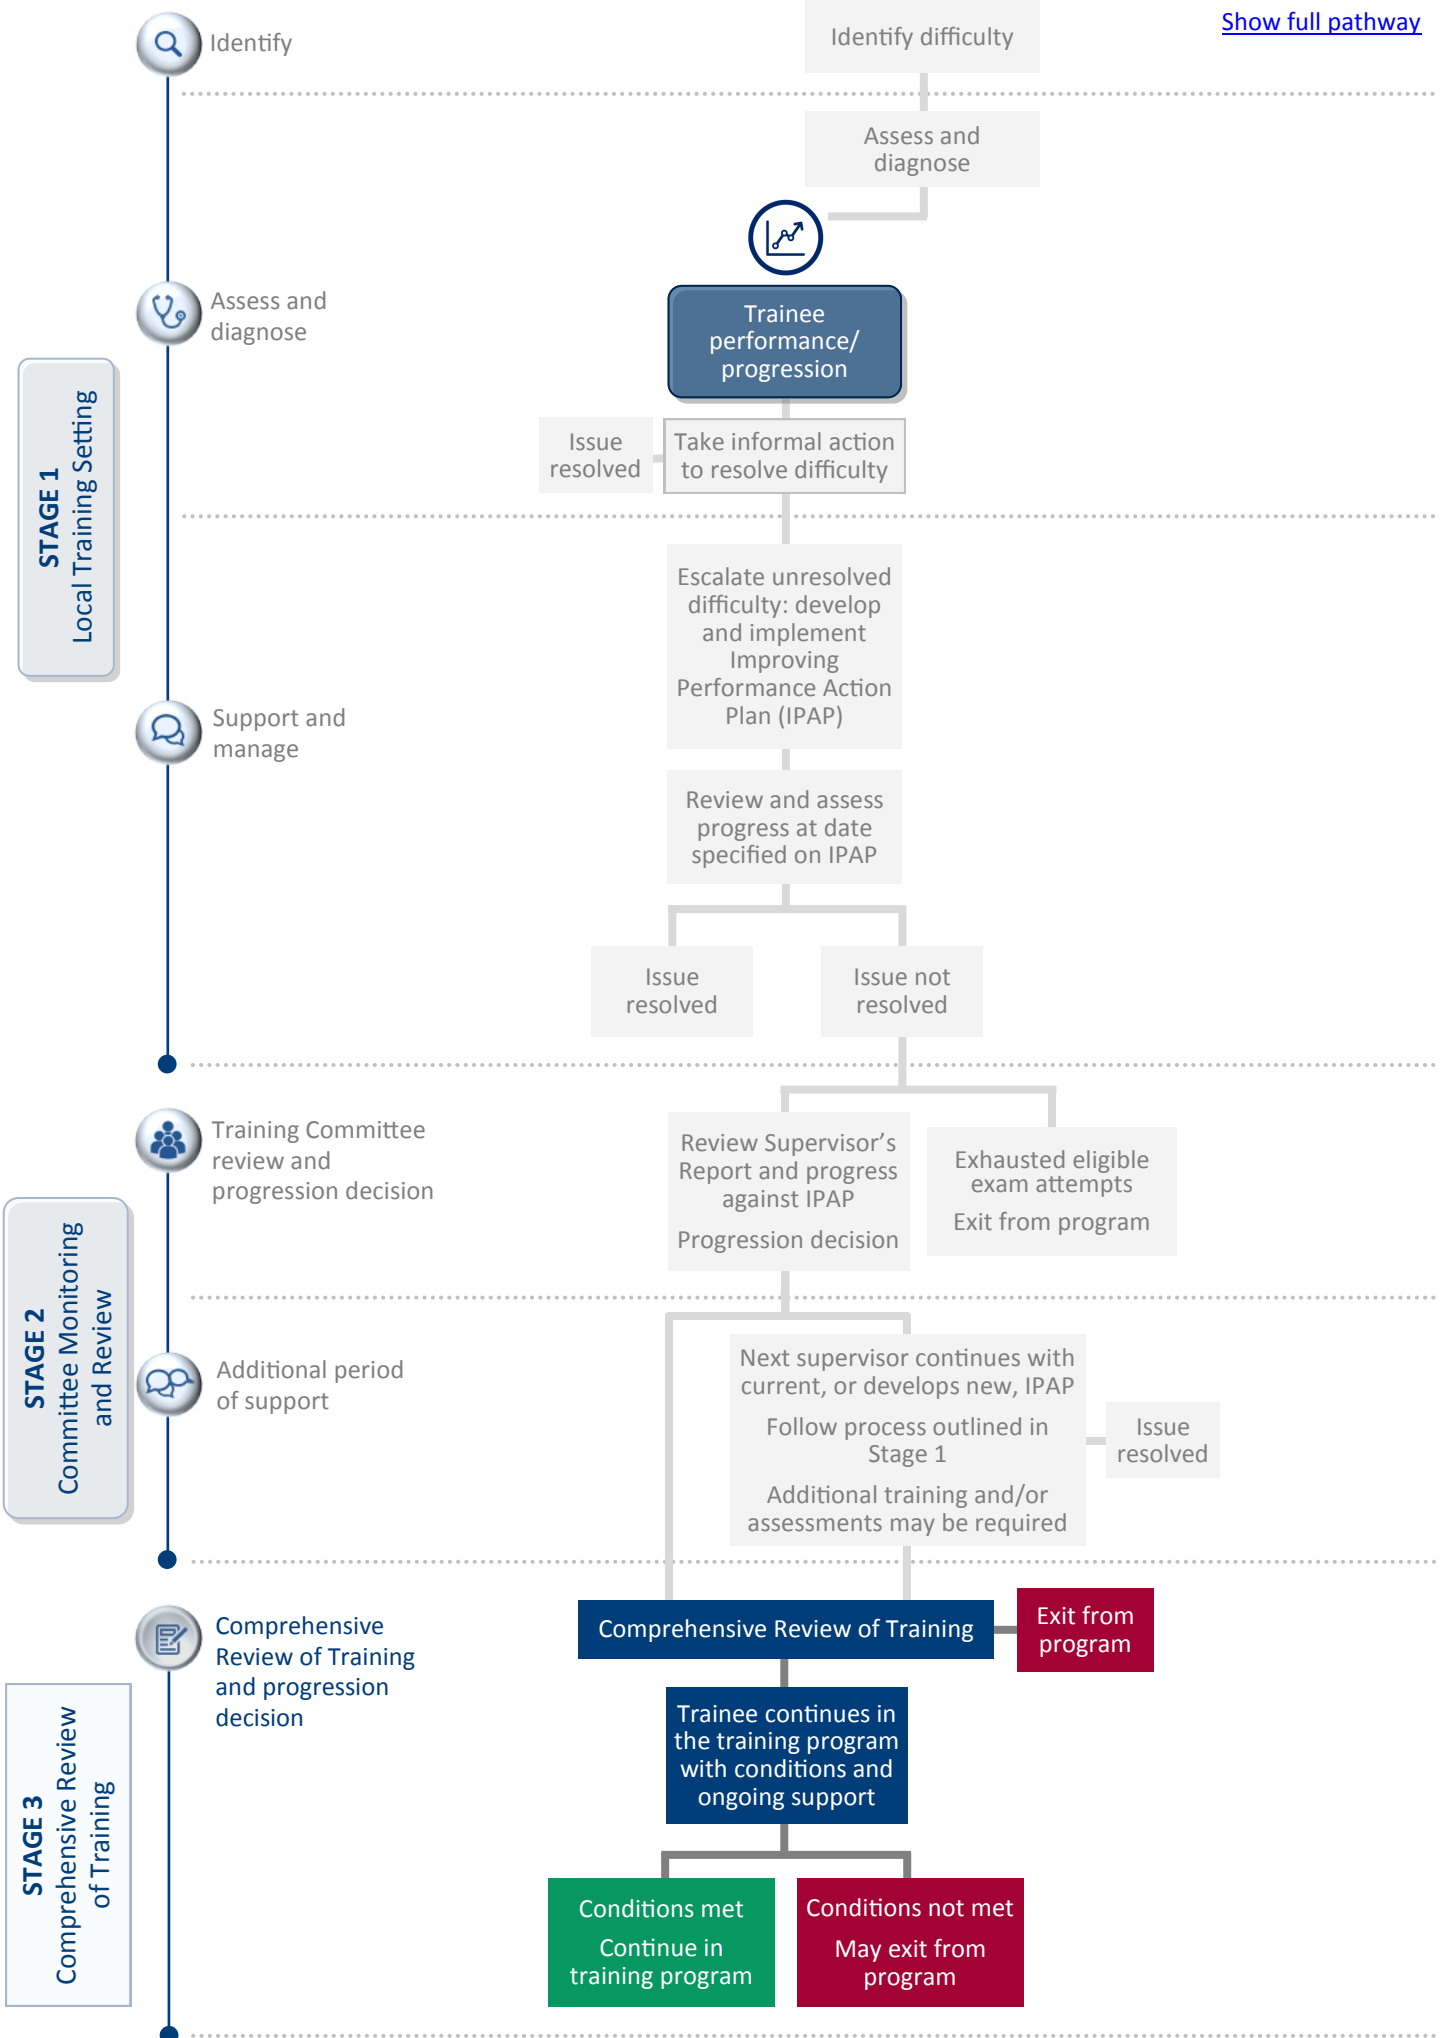 Show full pathway
Identify
Identify difficulty
Assess and
diagnose
Assess and
diagnose
Trainee
performance/
progression
Issue
resolved
Take informal action
to resolve difficulty
STAGE 1
Local Training Setting
Escalate unresolved
difficulty: develop
and implement
Improving
Performance Action
Plan (IPAP)
Support and
manage
Review and assess
progress at date
specified on IPAP
Issue
resolved
Issue not
resolved
Training Committee
review and
progression decision
Review Supervisor’s
Report and progress
against IPAP
Progression decision
Exhausted eligible
exam attempts
Exit from program
STAGE 2
Committee Monitoring
and Review
Additional period
of support
Next supervisor continues with
current, or develops new, IPAP
Follow process outlined in
Stage 1
Additional training and/or
assessments may be required
Issue
resolved
Comprehensive
Review of Training
and progression
decision
Comprehensive Review of Training
Exit from
program
STAGE 3
Comprehensive Review
of Training
Trainee continues in
the training program
with conditions and
ongoing support
Conditions met
Continue in
training program
Conditions not met
May exit from
program